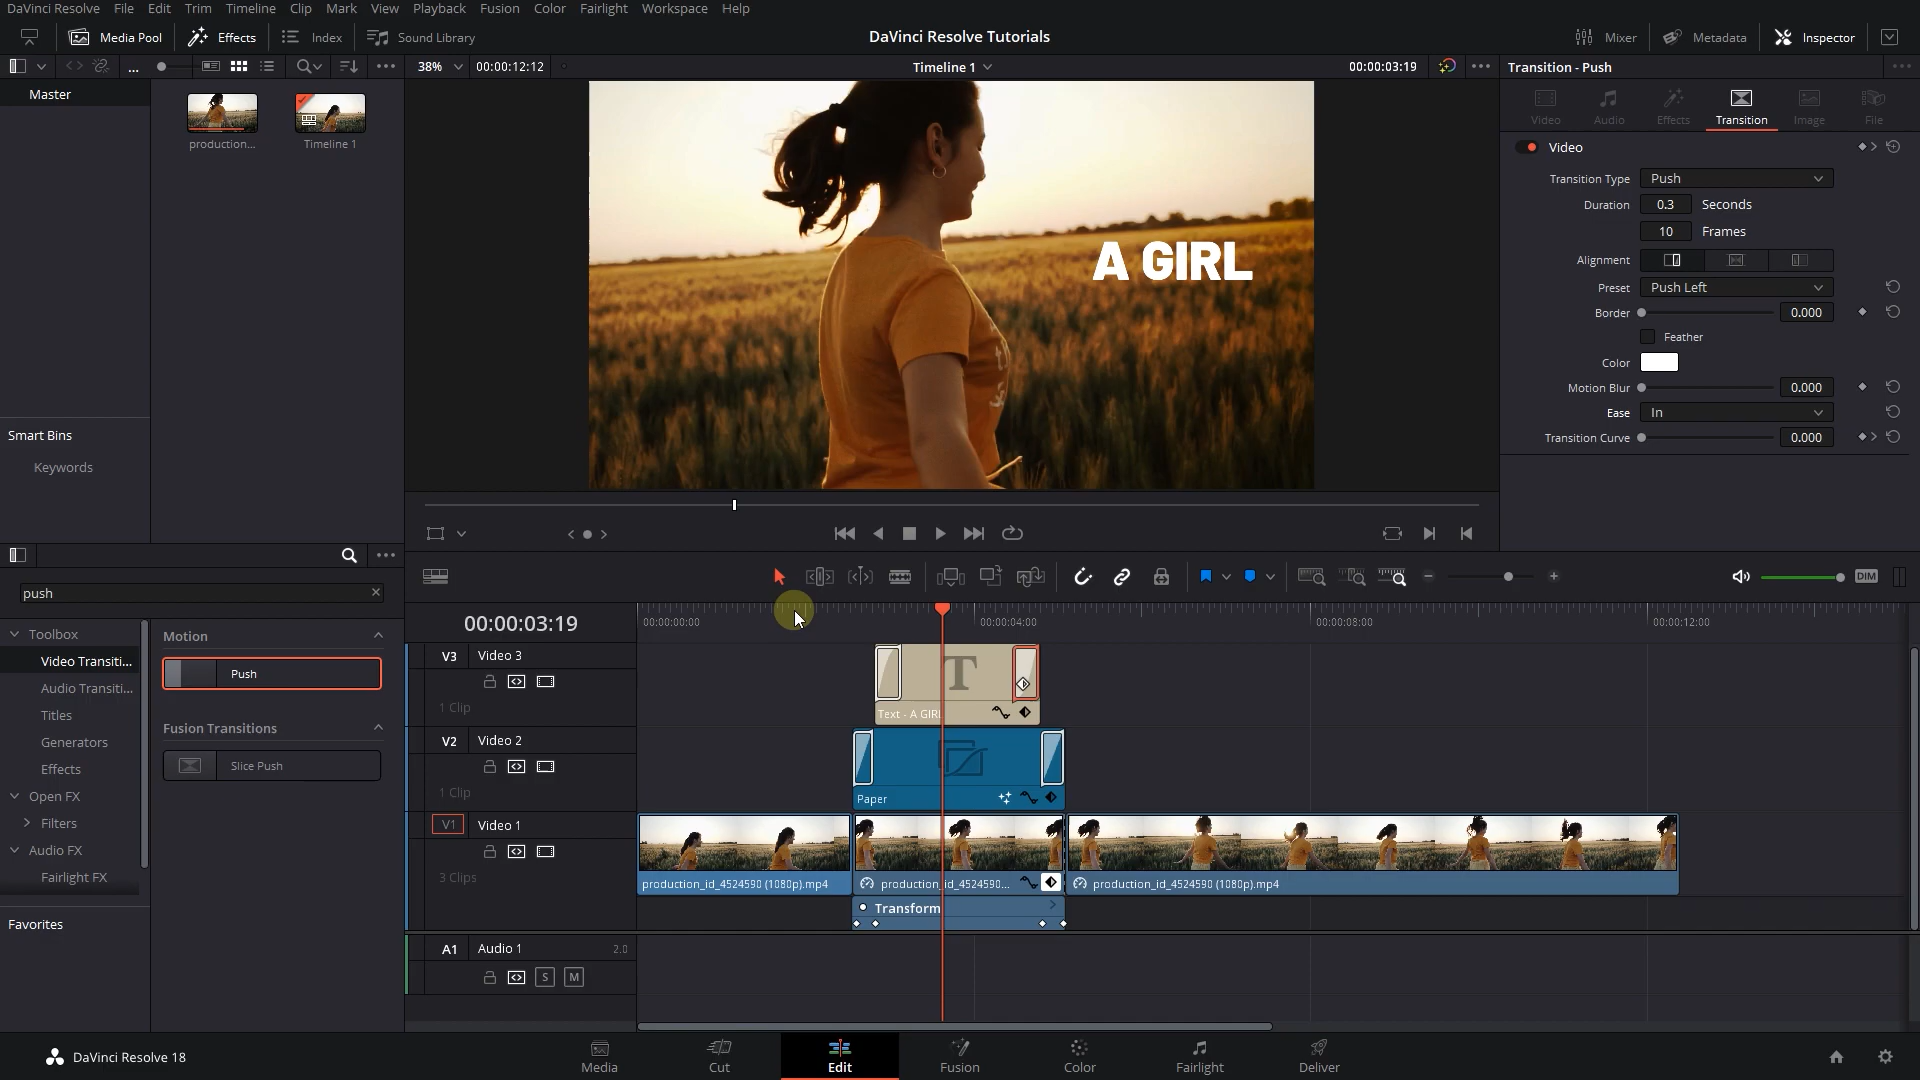 DaVinci Resolve File Edit Trim Timeline Clip Mark View Playback Fusion Color Fairlight Workspace Help
Media Pool Effects Index Sound Library DaVinci Resolve Tutorials Mixer Metadata Inspector
38% 00:00:12:12 Timeline 1 00:00:03:19 Transition - Push
Master
production...
Timeline 1
Video Audio Effects Transition Image File
Video
Transition Type Push
Duration 0.3 Seconds
10 Frames
Alignment
Preset Push Left
Border 0.000
Feather
Color
Motion Blur 0.000
Ease In
Transition Curve 0.000
A GIRL
Smart Bins
Keywords
push
Toolbox
Video Transiti...
Audio Transiti...
Titles
Generators
Effects
Open FX
Filters
Audio FX
Fairlight FX
Favorites
Motion
Push
Fusion Transitions
Slice Push
DIM
00:00:03:19
00:00:00:00 00:00:04:00 00:00:08:00 00:00:12:00
V3 Video 3
1 Clip
Text - A GIRL
V2 Video 2
1 Clip
Paper
V1 Video 1
3 Clips
production_id_4524590 (1080p).mp4
production_id_4524590...
production_id_4524590 (1080p).mp4
Transform
A1 Audio 1 2.0
S M
DaVinci Resolve 18
Media Cut Edit Fusion Color Fairlight Deliver